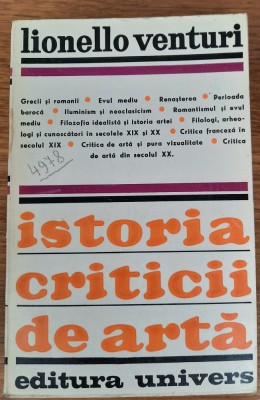 lionello venturi
Grecii și romanii • Evul mediu • Renașterea • Perioada
barocă • Iluminism și neoclasicism • Romantismul și evul
mediu • Filozofia idealistă și istoria artei • Filologi, arheo-
logi și cunoscători în secolele XIX și XX • Critica franceză în
secolul XIX • Critica de artă și pura vizualitate • Critica
de artă din secolul XX.
4978
istoria
criticii
de artă
editura univers